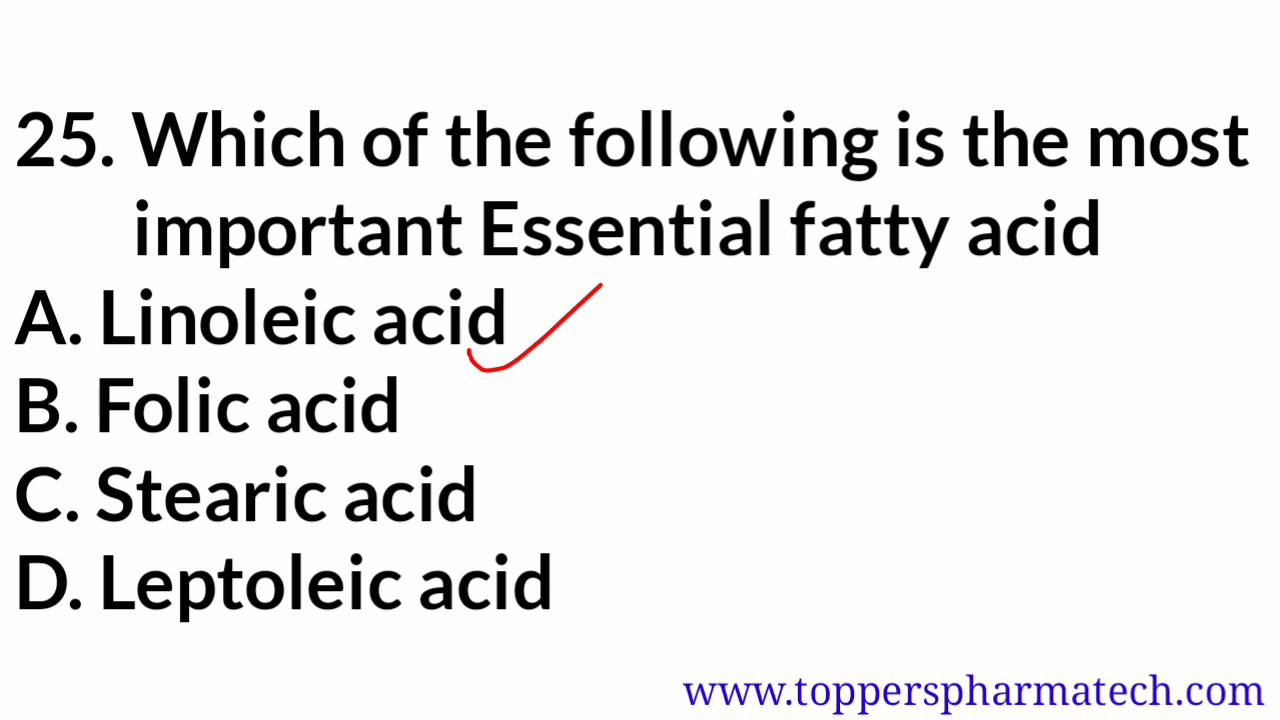 25. Which of the following is the most
important Essential fatty acid
A. Linoleic acid
B. Folic acid
C. Stearic acid
D. Leptoleic acid
www.topperspharmatech.com